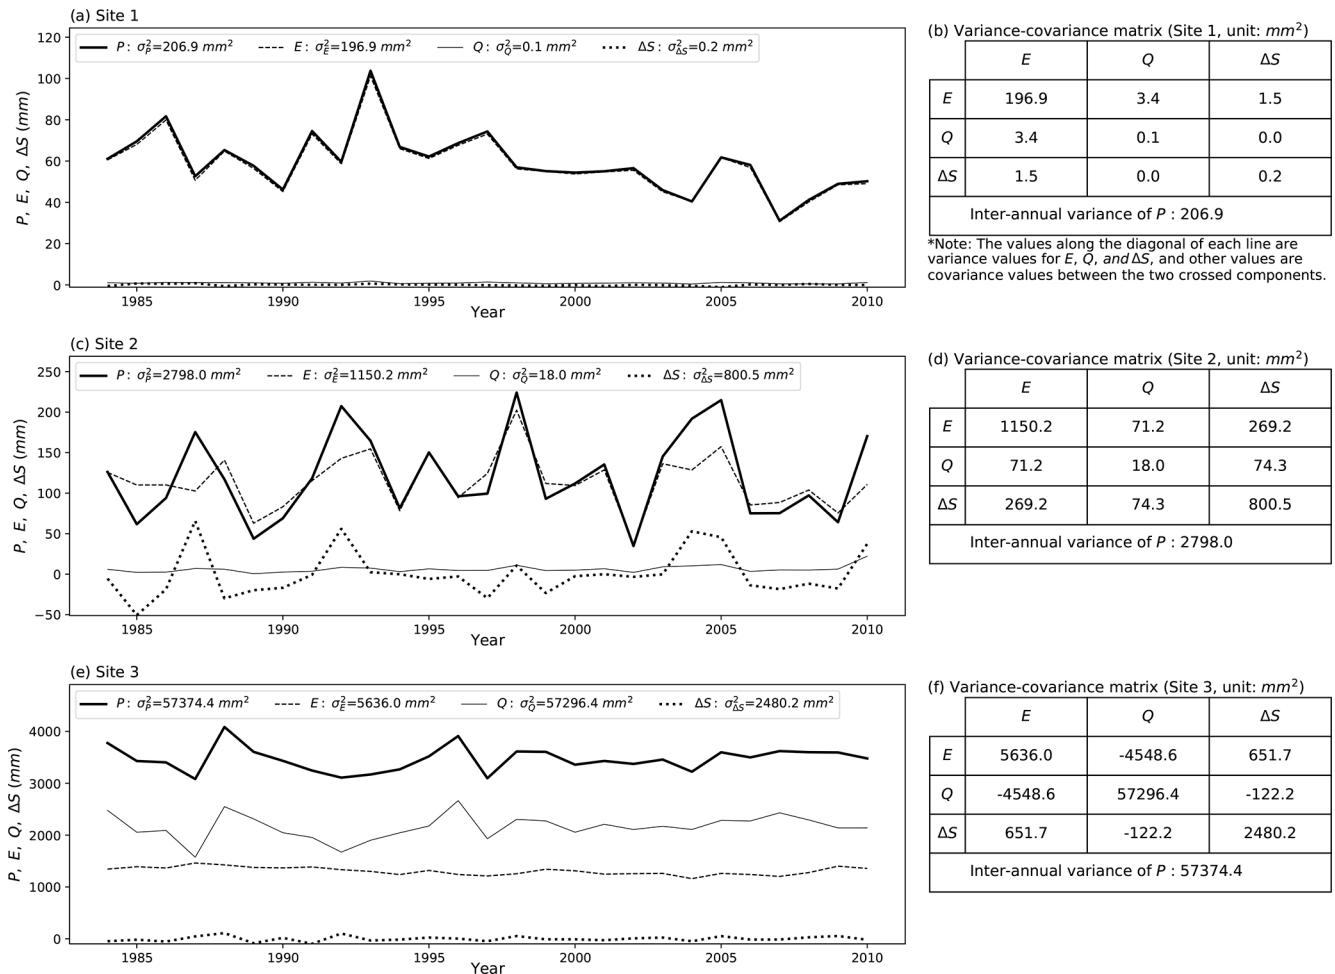 (a) Site 1
P : σ²P=206.9 mm²
E : σ²E=196.9 mm²
Q : σ²Q=0.1 mm²
ΔS : σ²ΔS=0.2 mm²
P, E, Q, ΔS (mm)
120
100
80
60
40
20
0
1985 1990 1995 2000 2005 2010
Year
(b) Variance-covariance matrix (Site 1, unit: mm²)
E Q ΔS
E 196.9 3.4 1.5
Q 3.4 0.1 0.0
ΔS 1.5 0.0 0.2
Inter-annual variance of P : 206.9
*Note: The values along the diagonal of each line are
variance values for E, Q, and ΔS, and other values are
covariance values between the two crossed components.
(c) Site 2
P : σ²P=2798.0 mm²
E : σ²E=1150.2 mm²
Q : σ²Q=18.0 mm²
ΔS : σ²ΔS=800.5 mm²
P, E, Q, ΔS (mm)
250
200
150
100
50
0
−50
1985 1990 1995 2000 2005 2010
Year
(d) Variance-covariance matrix (Site 2, unit: mm²)
E Q ΔS
E 1150.2 71.2 269.2
Q 71.2 18.0 74.3
ΔS 269.2 74.3 800.5
Inter-annual variance of P : 2798.0
(e) Site 3
P : σ²P=57374.4 mm²
E : σ²E=5636.0 mm²
Q : σ²Q=57296.4 mm²
ΔS : σ²ΔS=2480.2 mm²
P, E, Q, ΔS (mm)
4000
3000
2000
1000
0
1985 1990 1995 2000 2005 2010
Year
(f) Variance-covariance matrix (Site 3, unit: mm²)
E Q ΔS
E 5636.0 -4548.6 651.7
Q -4548.6 57296.4 -122.2
ΔS 651.7 -122.2 2480.2
Inter-annual variance of P : 57374.4